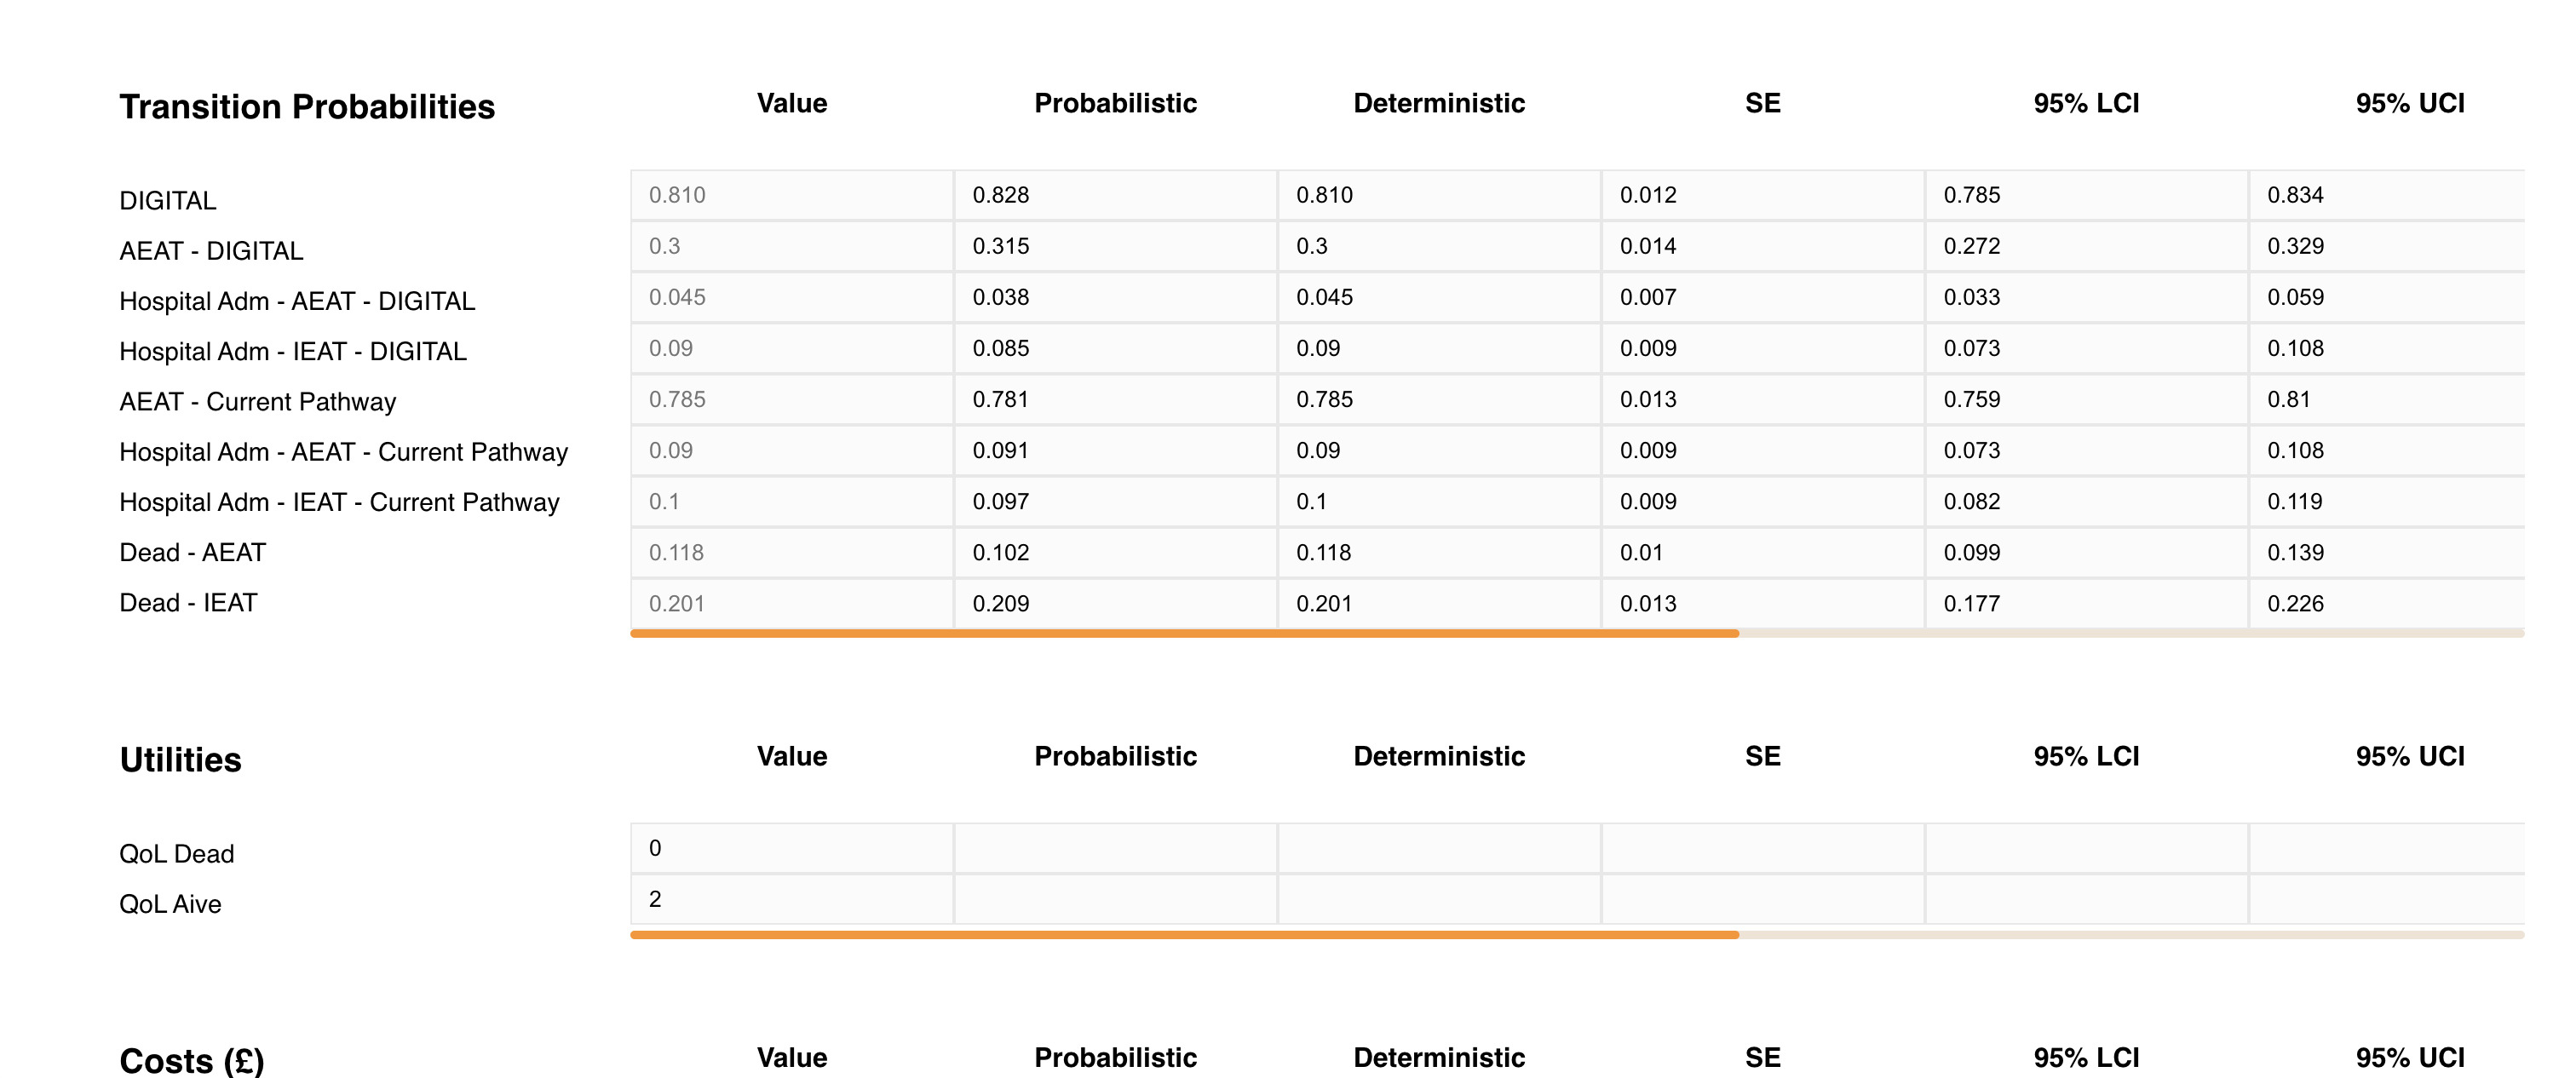 Transition Probabilities Value Probabilistic Deterministic SE 95% LCI 95% UCI
DIGITAL 0.810 0.828 0.810 0.012 0.785 0.834
AEAT - DIGITAL 0.3 0.315 0.3 0.014 0.272 0.329
Hospital Adm - AEAT - DIGITAL 0.045 0.038 0.045 0.007 0.033 0.059
Hospital Adm - IEAT - DIGITAL 0.09 0.085 0.09 0.009 0.073 0.108
AEAT - Current Pathway 0.785 0.781 0.785 0.013 0.759 0.81
Hospital Adm - AEAT - Current Pathway 0.09 0.091 0.09 0.009 0.073 0.108
Hospital Adm - IEAT - Current Pathway 0.1 0.097 0.1 0.009 0.082 0.119
Dead - AEAT 0.118 0.102 0.118 0.01 0.099 0.139
Dead - IEAT 0.201 0.209 0.201 0.013 0.177 0.226
Utilities Value Probabilistic Deterministic SE 95% LCI 95% UCI
QoL Dead 0
QoL Aive 2
Costs (£) Value Probabilistic Deterministic SE 95% LCI 95% UCI